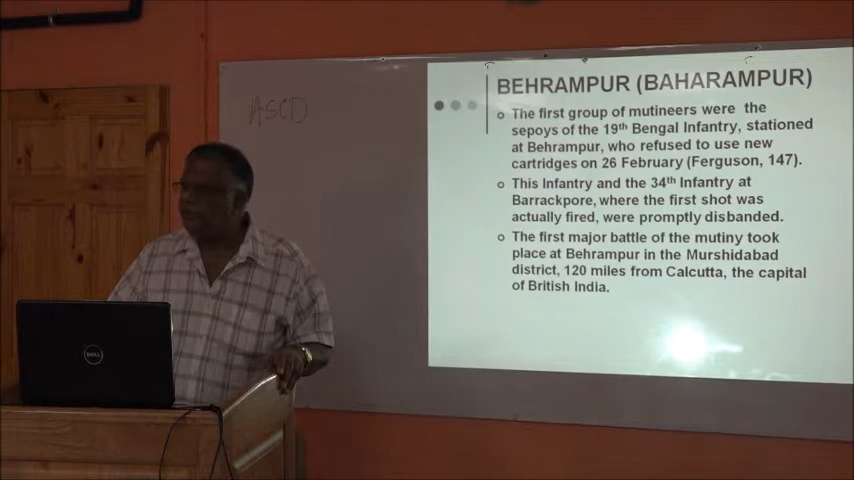 ASCD
BEHRAMPUR (BAHARAMPUR)
The first group of mutineers were the
sepoys of the 19th Bengal Infantry, stationed
at Behrampur, who refused to use new
cartridges on 26 February (Ferguson, 147).
This Infantry and the 34th Infantry at
Barrackpore, where the first shot was
actually fired, were promptly disbanded.
The first major battle of the mutiny took
place at Behrampur in the Murshidabad
district, 120 miles from Calcutta, the capital
of British India.
DELL